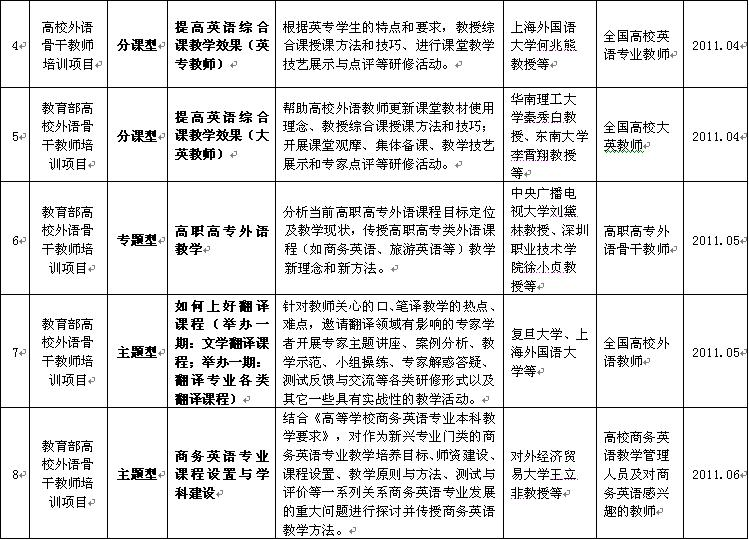 4
高校外语
骨干教师
培训项目
分课型
提高英语综合
课教学效果（英
专教师）
根据英专学生的特点和要求，教授综
合课授课方法和技巧、进行课堂教学
技艺展示与点评等研修活动。
上海外国语
大学何兆熊
教授等
全国高校英
语专业教师
2011.04
5
教育部高
校外语骨
干教师培
训项目
分课型
提高英语综合
课教学效果（大
英教师）
帮助高校外语教师更新课堂教材使用
理念、教授综合课授课方法和技巧；
开展课堂观摩、集体备课、教学技艺
展示和专家点评等研修活动。
华南理工大
学秦秀白教
授、东南大学
李霄翔教授
等
全国高校大
英教师
2011.04
6
教育部高
校外语骨
干教师培
训项目
专题型
高职高专外语
教学
分析当前高职高专外语课程目标定位
及教学现状，传授高职高专类外语课
程（如商务英语、旅游英语等）教学
新理念和新方法。
中央广播电
视大学刘黛
林教授、深圳
职业技术学
院徐小贞教
授等
高职高专外
语骨干教师
2011.05
7
教育部高
校外语骨
干教师培
训项目
主题型
如何上好翻译
课程（举办一
期：文学翻译课
程；举办一期：
翻译专业各类
翻译课程）
针对教师关心的口、笔译教学的热点、
难点，邀请翻译领域有影响的专家学
者开展专家主题讲座、案例分析、教
学示范、小组操练、专家解惑答疑、
测试反馈与交流等各类研修形式以及
其它一些具有实战性的教学活动。
复旦大学、上
海外国语大
学等
全国高校外
语教师
2011.05
8
教育部高
校外语骨
干教师培
训项目
主题型
商务英语专业
课程设置与学
科建设
结合《高等学校商务英语专业本科教
学要求》，对作为新兴专业门类的商
务英语专业教学培养目标、师资建设、
课程设置、教学原则与方法、测试与
评价等一系列关系商务英语专业发展
的重大问题进行探讨并传授商务英语
教学方法。
对外经济贸
易大学王立
非教授等
高校商务英
语教学管理
人员及对商
务英语感兴
趣的教师
2011.06